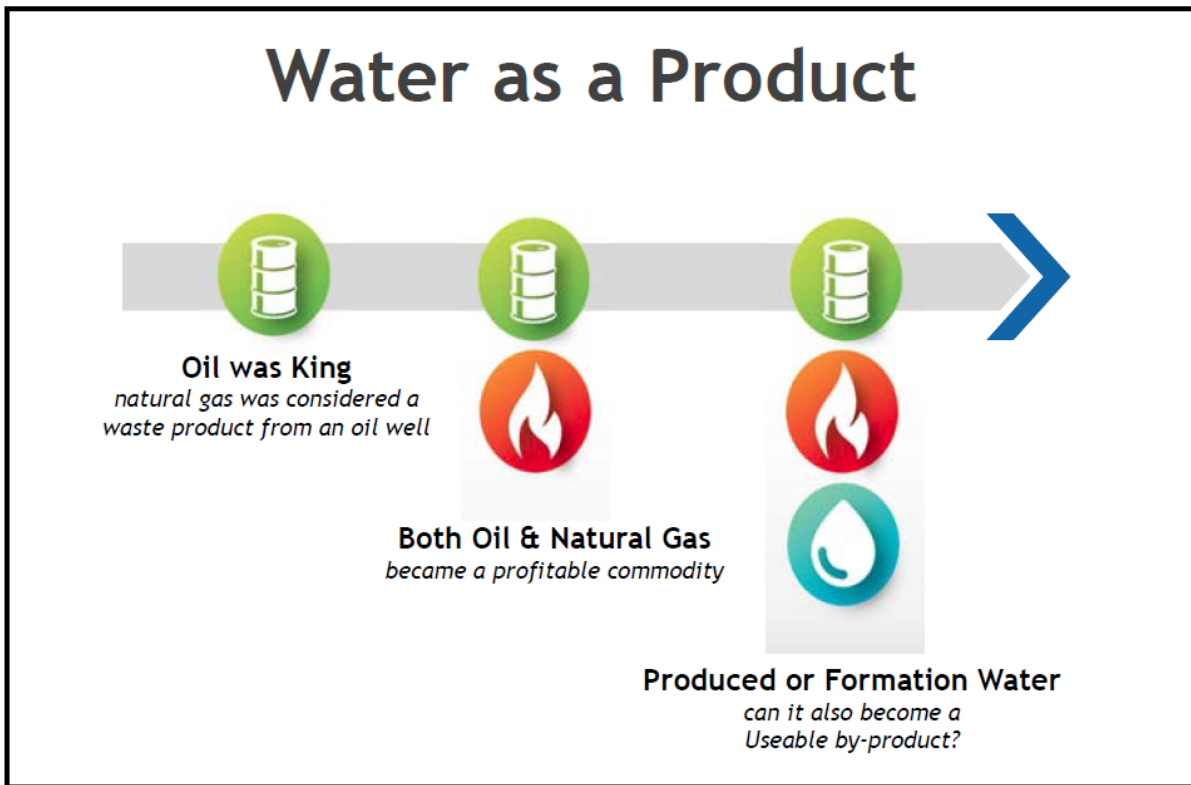 Water as a Product
Oil was King
natural gas was considered a
waste product from an oil well
Both Oil & Natural Gas
became a profitable commodity
Produced or Formation Water
can it also become a
Useable by-product?